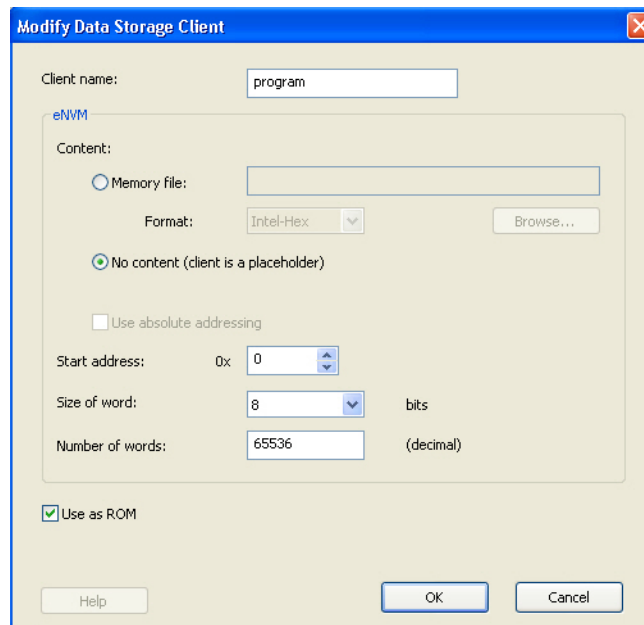 Modify Data Storage Client
Client name: program
eNVM
Content:
Memory file:
Format: Intel-Hex Browse...
No content (client is a placeholder)
Use absolute addressing
Start address: 0x 0
Size of word: 8 bits
Number of words: 65536 (decimal)
Use as ROM
Help OK Cancel